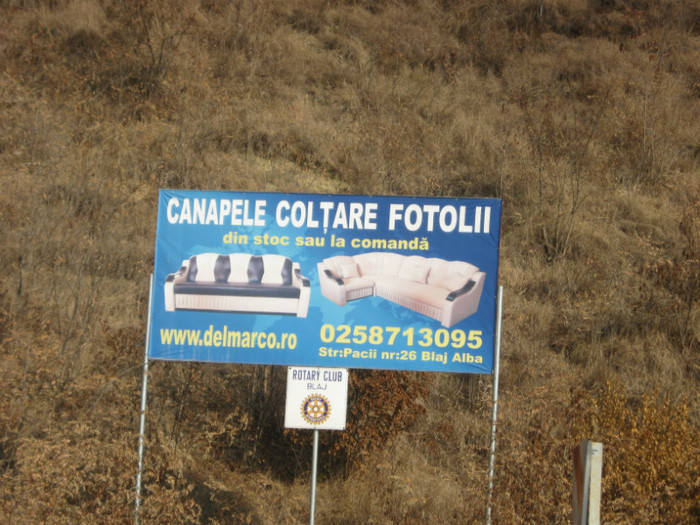 CANAPELE COLȚARE FOTOLII
din stoc sau la comandă
www.delmarco.ro
0258713095
Str:Pacii nr:26 Blaj Alba
ROTARY CLUB
BLAJ